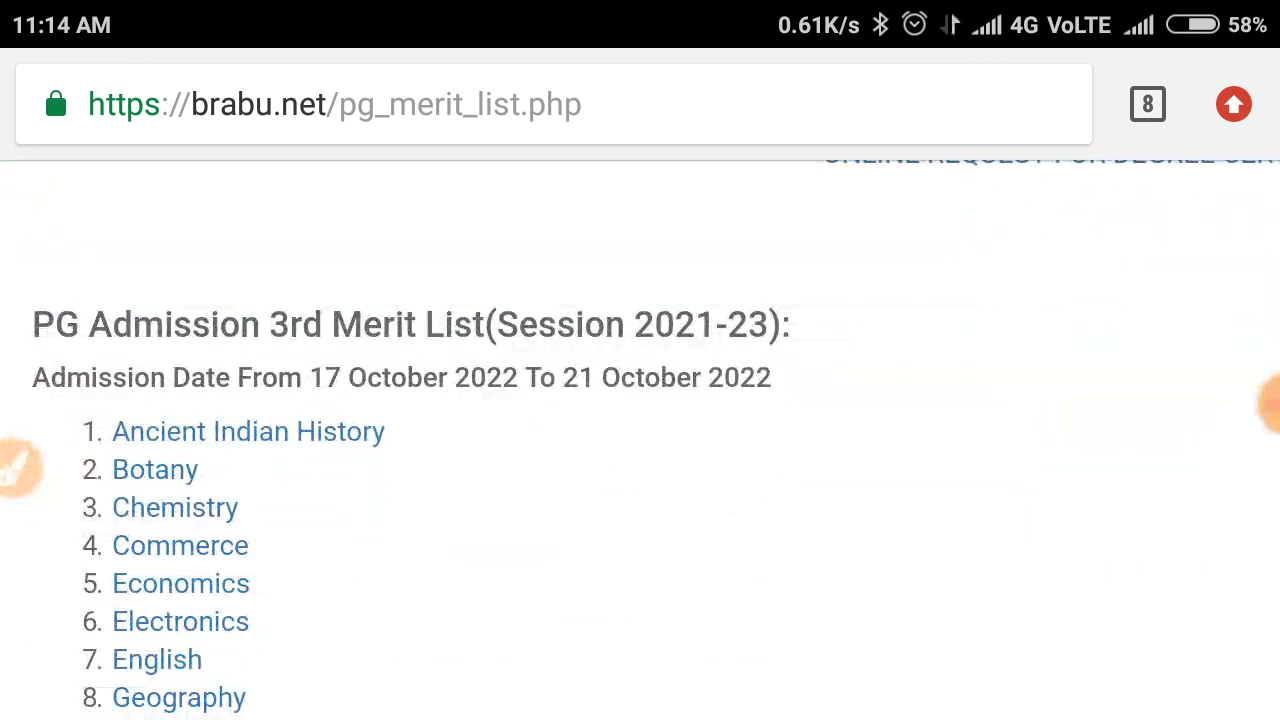 11:14 AM 0.61K/s 4G VoLTE 58%
https://brabu.net/pg_merit_list.php 8
PG Admission 3rd Merit List(Session 2021-23):
Admission Date From 17 October 2022 To 21 October 2022
1. Ancient Indian History
2. Botany
3. Chemistry
4. Commerce
5. Economics
6. Electronics
7. English
8. Geography